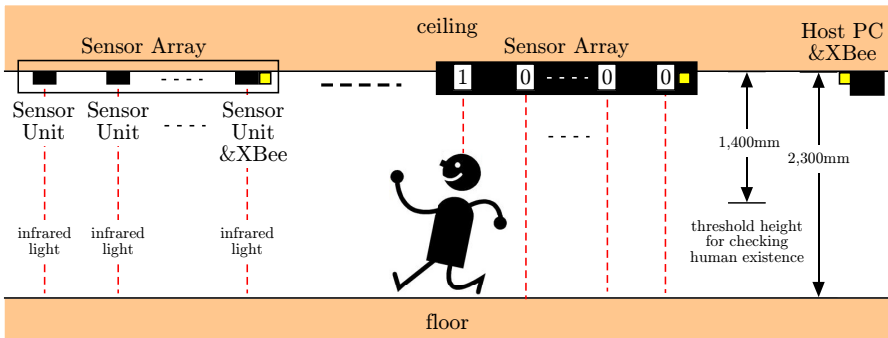 ceiling
Sensor Array
Sensor Array
Host PC
&XBee
1
0
0
0
Sensor
Unit
Sensor
Unit
Sensor
Unit
&XBee
1,400mm
2,300mm
infrared
light
infrared
light
infrared
light
threshold height
for checking
human existence
floor